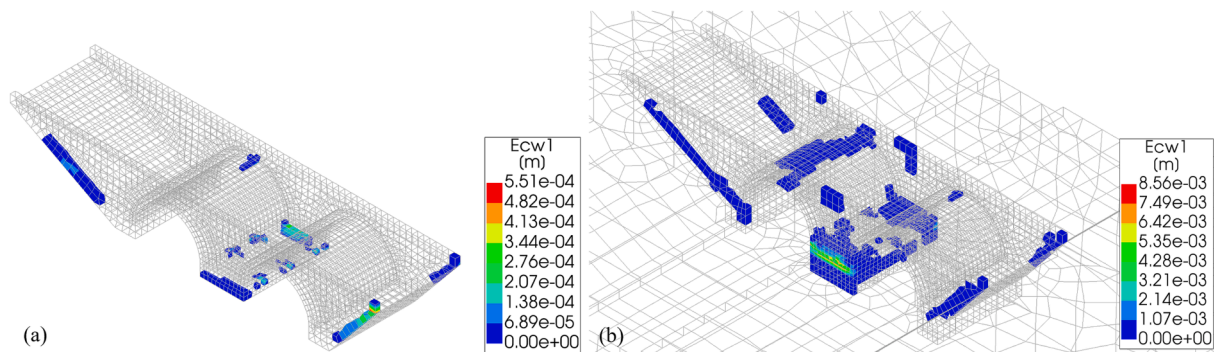 Ecw1
(m)
5.51e-04
4.82e-04
4.13e-04
3.44e-04
2.76e-04
2.07e-04
1.38e-04
6.89e-05
0.00e+00
(a)
Ecw1
(m)
8.56e-03
7.49e-03
6.42e-03
5.35e-03
4.28e-03
3.21e-03
2.14e-03
1.07e-03
0.00e+00
(b)